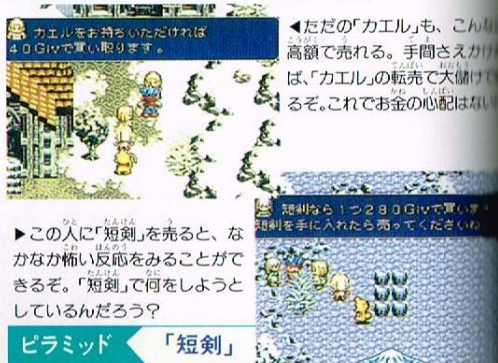 カエルをお持ちいただければ
40Givで買い取ります。
◀ただの「カエル」も、こんな
高額で売れる。手間さえかけ
ば、「カエル」の転売で大儲けで
るぞ。これでお金の心配はない
短剣なら1つ280Givで買いま
短剣を手に入れたら売ってくださいね
▶この人に「短剣」を売ると、な
かなか怖い反応をみることがで
きるぞ。「短剣」で何をしようと
しているんだろう?
ピラミッド 「短剣」